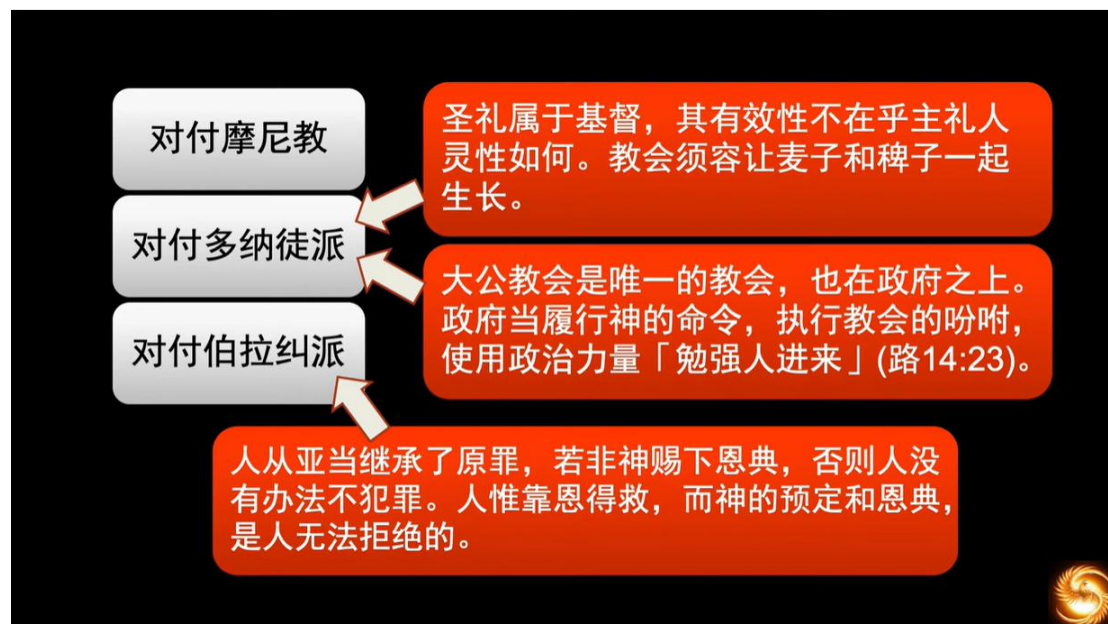 对付摩尼教
圣礼属于基督，其有效性不在乎主礼人
灵性如何。教会须容让麦子和稗子一起
生长。
对付多纳徒派
大公教会是唯一的教会，也在政府之上。
政府当履行神的命令，执行教会的吩咐，
使用政治力量「勉强人进来」(路14:23)。
对付伯拉纠派
人从亚当继承了原罪，若非神赐下恩典，否则人没
有办法不犯罪。人惟靠恩得救，而神的预定和恩典，
是人无法拒绝的。